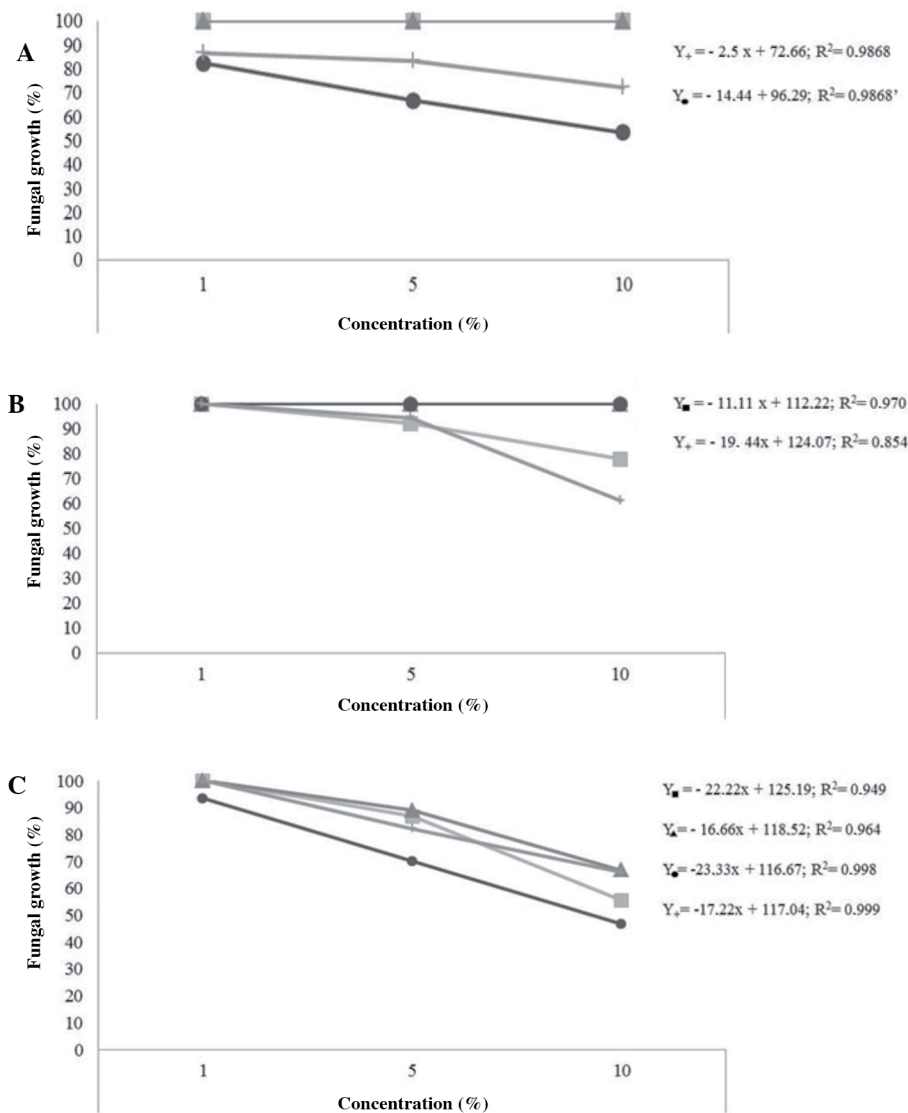 A
Fungal growth (%)
100
90
80
70
60
50
40
30
20
10
0
1 5 10
Concentration (%)
Y+ = - 2.5 x + 72.66; R²= 0.9868
Y● = - 14.44 + 96.29; R²= 0.9868’
B
Fungal growth (%)
100
90
80
70
60
50
40
30
20
10
0
1 5 10
Concentration (%)
Y■ = - 11.11 x + 112.22; R²= 0.970
Y+ = - 19. 44x + 124.07; R²= 0.854
C
Fungal growth (%)
100
90
80
70
60
50
40
30
20
10
0
1 5 10
Concentration (%)
Y■ = - 22.22x + 125.19; R²= 0.949
Y▲= - 16.66x + 118.52; R²= 0.964
Y●= -23.33x + 116.67; R²= 0.998
Y+= -17.22x + 117.04; R²= 0.999